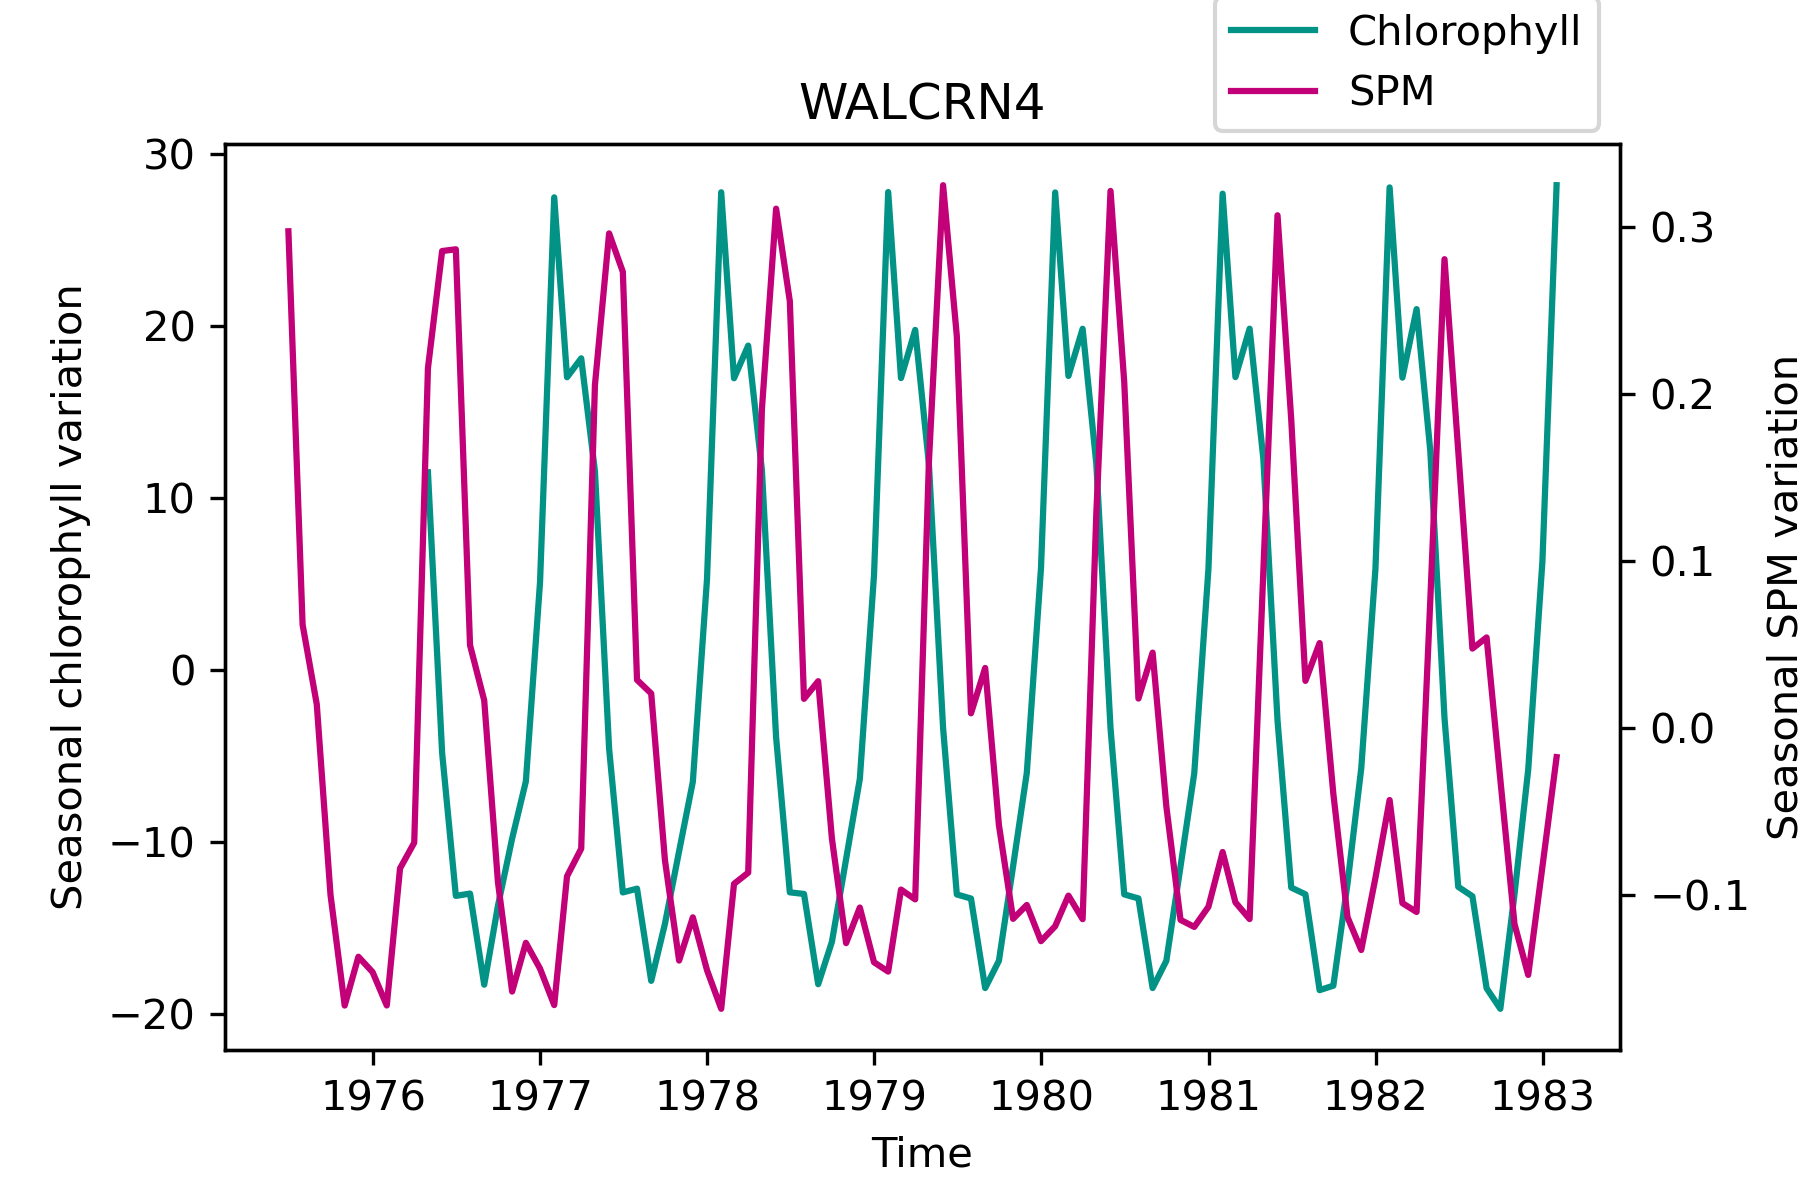 Chlorophyll
SPM
WALCRN4
Seasonal chlorophyll variation
30
20
10
0
−10
−20
0.3
0.2
0.1
0.0
−0.1
Seasonal SPM variation
1976 1977 1978 1979 1980 1981 1982 1983
Time